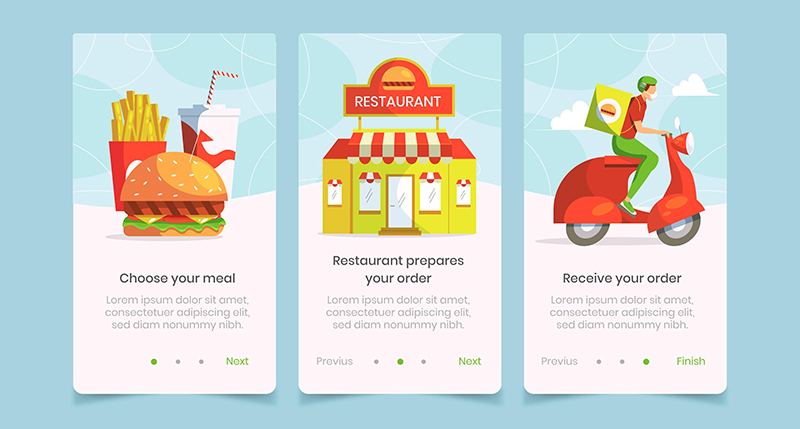 Choose your meal
Lorem ipsum dolor sit amet,
consectetuer adipiscing elit,
sed diam nonummy nibh.
Next
RESTAURANT
Restaurant prepares
your order
Lorem ipsum dolor sit amet,
consectetuer adipiscing elit,
sed diam nonummy nibh.
Previus
Next
Receive your order
Lorem ipsum dolor sit amet,
consectetuer adipiscing elit,
sed diam nonummy nibh.
Previus
Finish